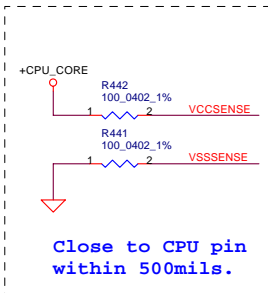 +CPU_CORE
R442
100_0402_1%
1 2 VCCSENSE
R441
100_0402_1%
1 2 VSSSENSE
Close to CPU pin
within 500mils.